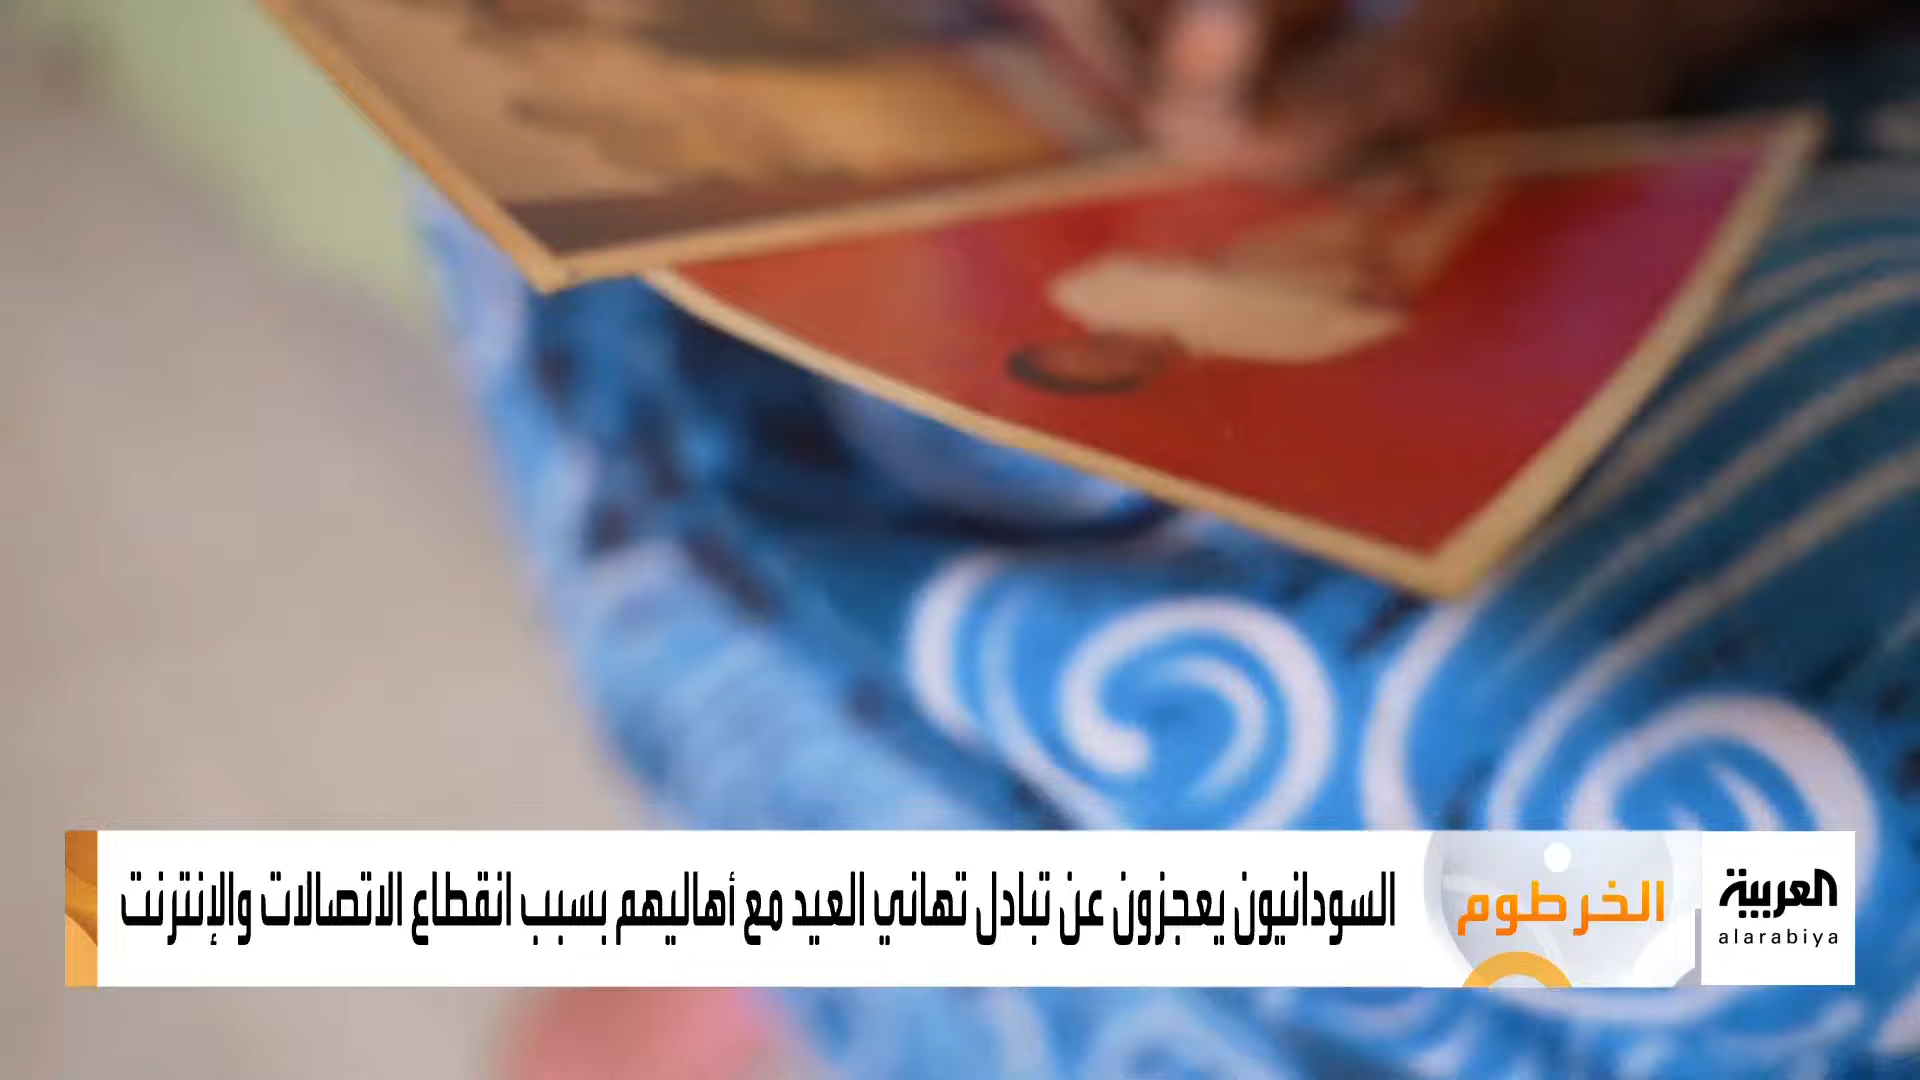 العربية
alarabiya
الخرطوم
السودانيون يعجزون عن تبادل تهاني العيد مع أهاليهم بسبب انقطاع الاتصالات والإنترنت